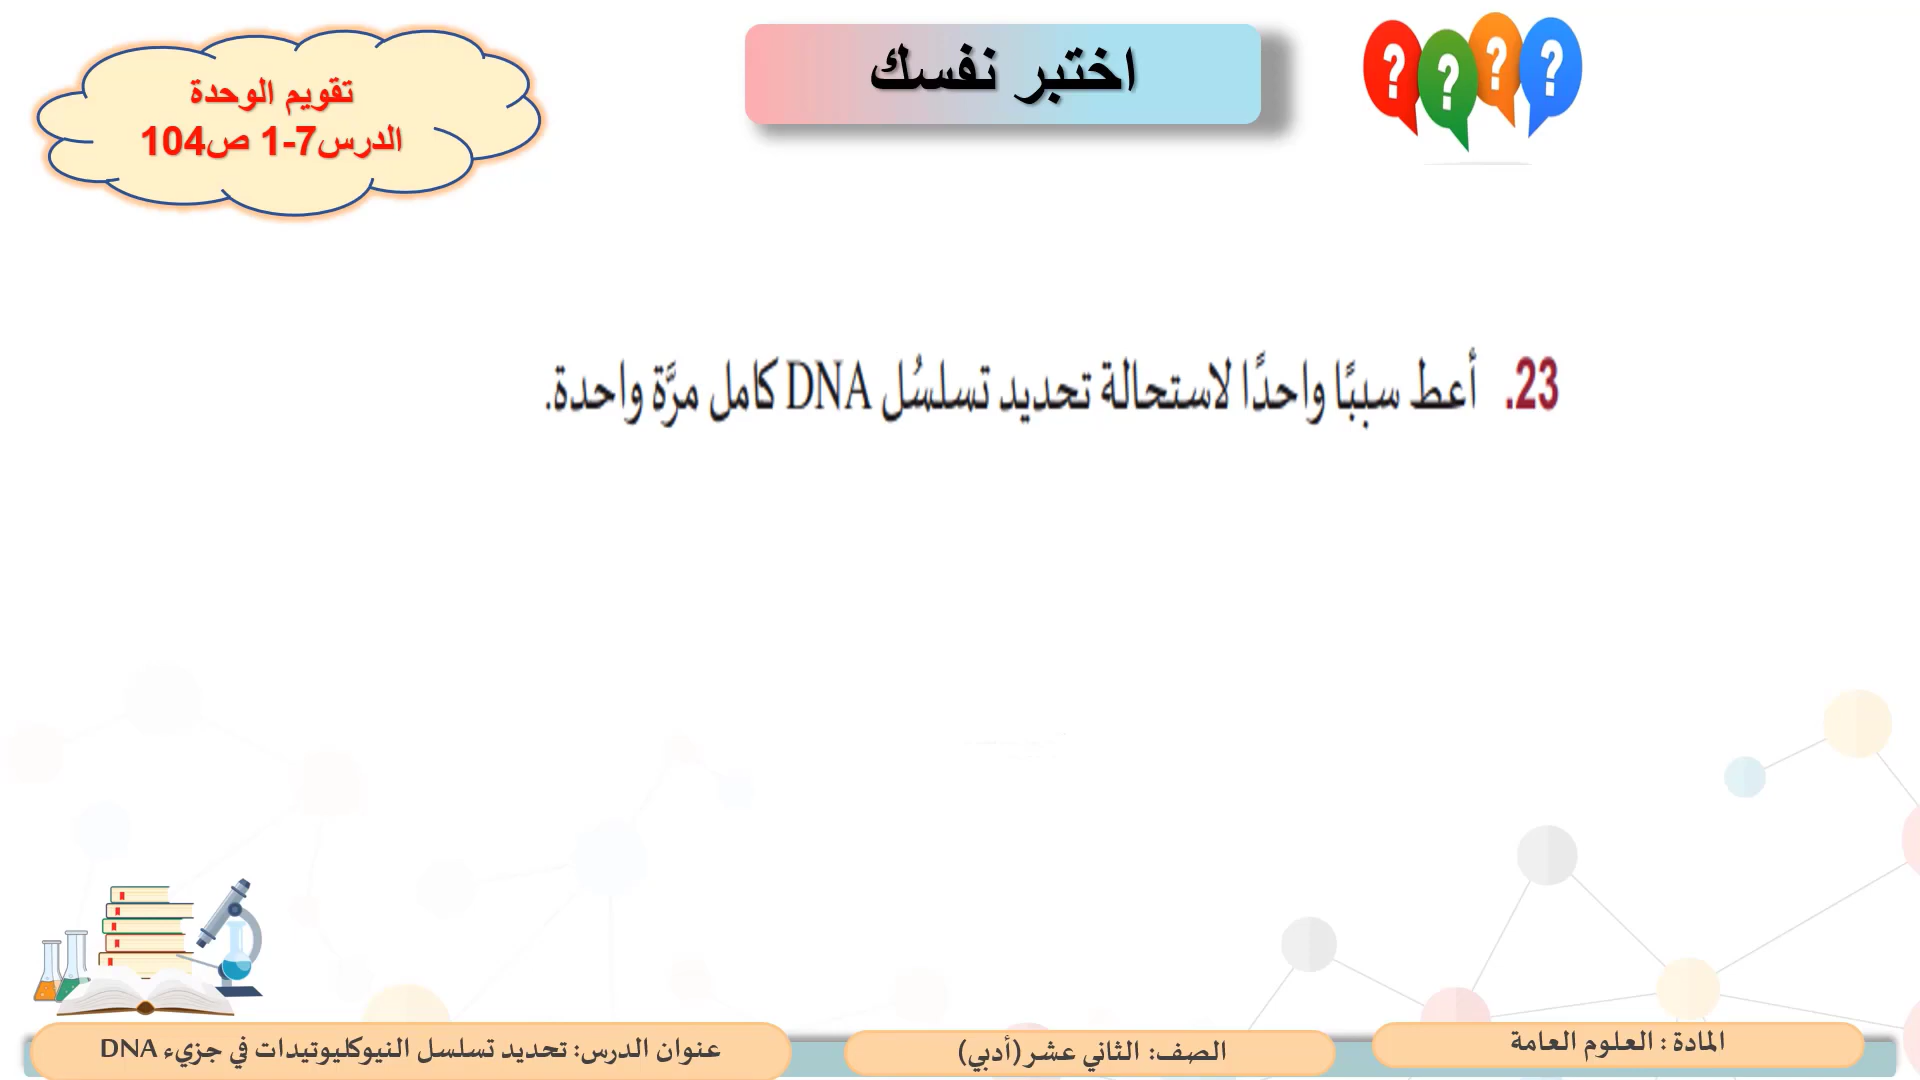 اختبر نفسك
تقويم الوحدة
الدرس7-1 ص104
? ? ? ?
23. أعط سببًا واحدًا لاستحالة تحديد تسلسُل DNA كامل مرَّة واحدة.
المادة : العلوم العامة
الصف: الثاني عشر (أدبي)
عنوان الدرس: تحديد تسلسل النيوكليوتيدات في جزيء DNA